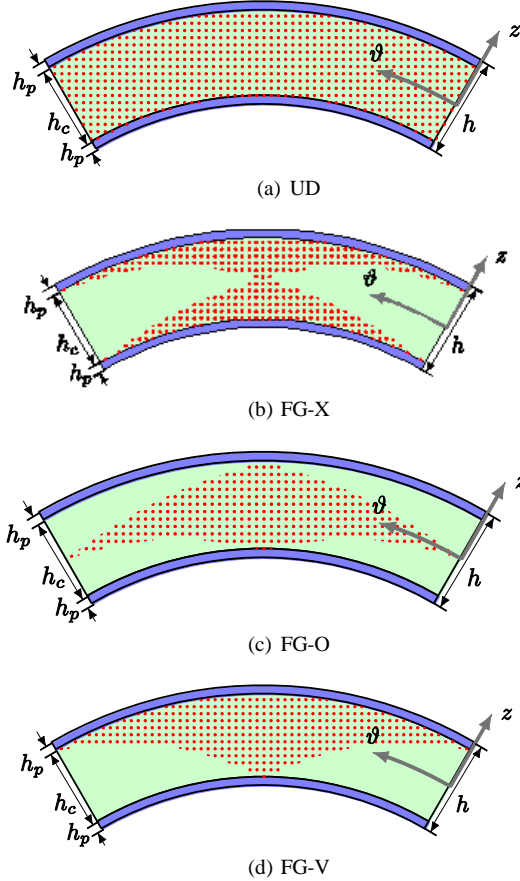 z
ϑ
h_p
h_c
h_p
h
(a) UD
z
ϑ
h_p
h_c
h_p
h
(b) FG-X
z
ϑ
h_p
h_c
h_p
h
(c) FG-O
z
ϑ
h_p
h_c
h_p
h
(d) FG-V